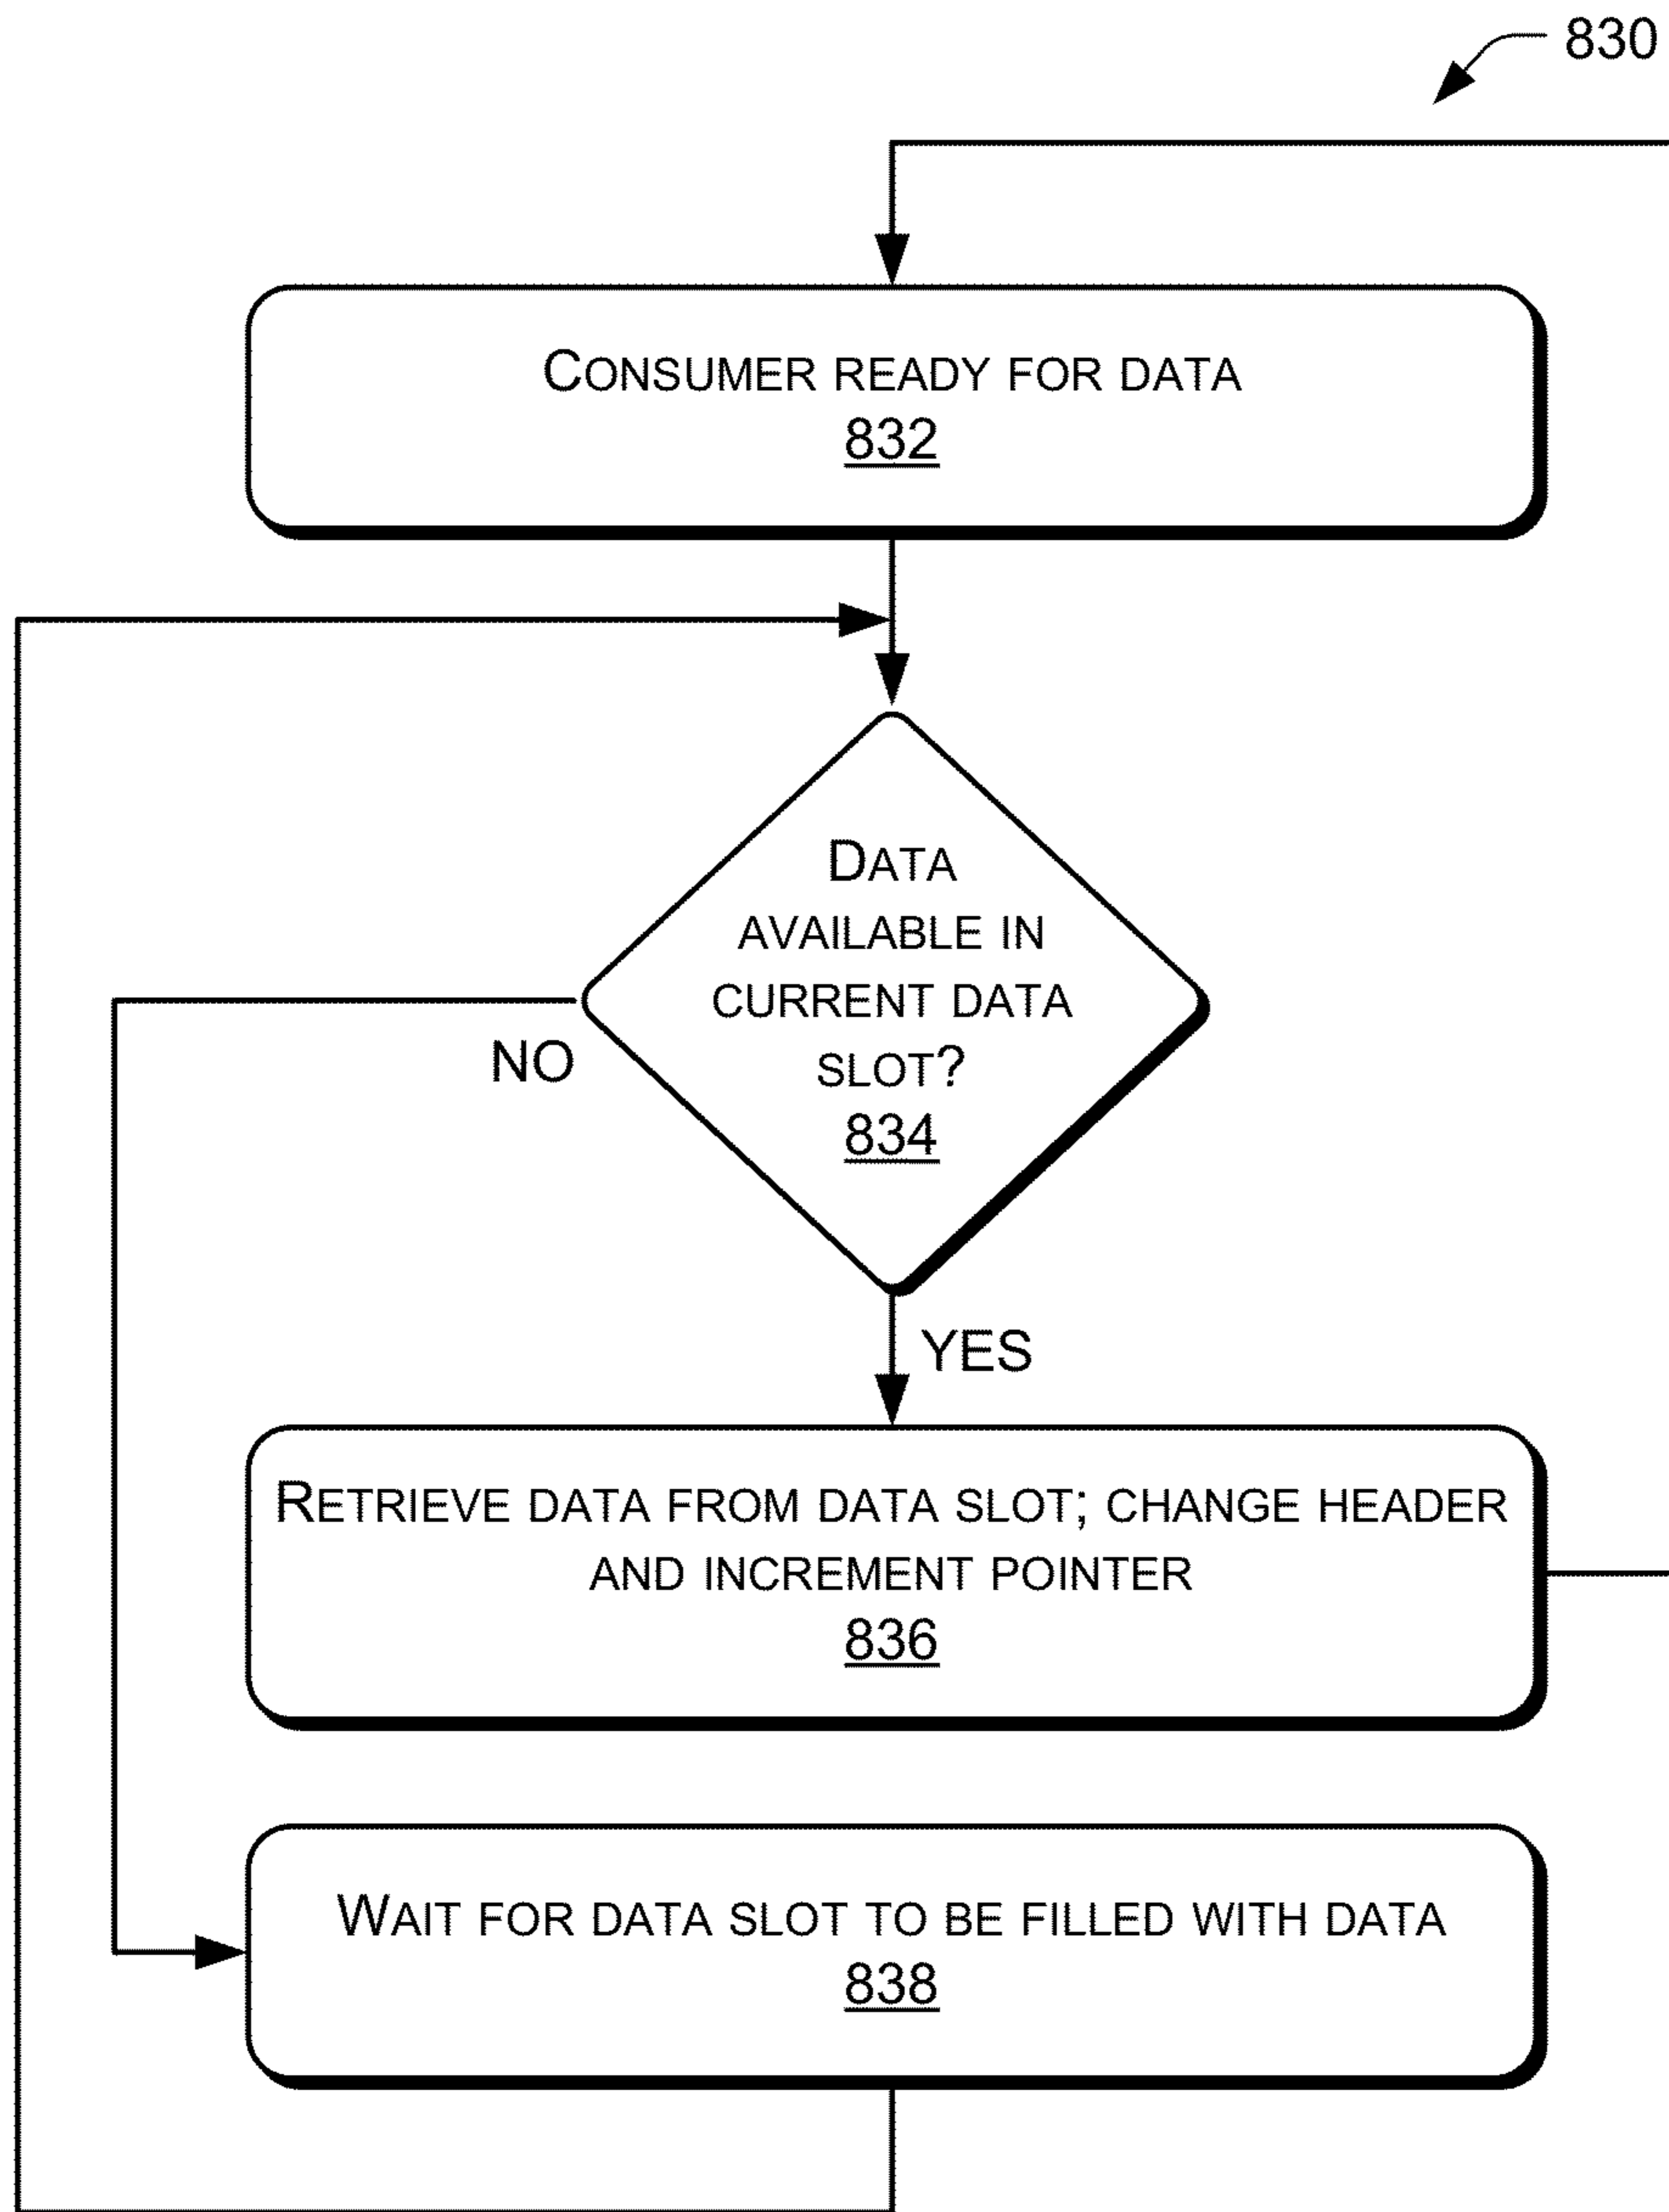 830
CONSUMER READY FOR DATA
832
DATA
AVAILABLE IN
CURRENT DATA
SLOT?
834
NO
YES
RETRIEVE DATA FROM DATA SLOT; CHANGE HEADER
AND INCREMENT POINTER
836
WAIT FOR DATA SLOT TO BE FILLED WITH DATA
838